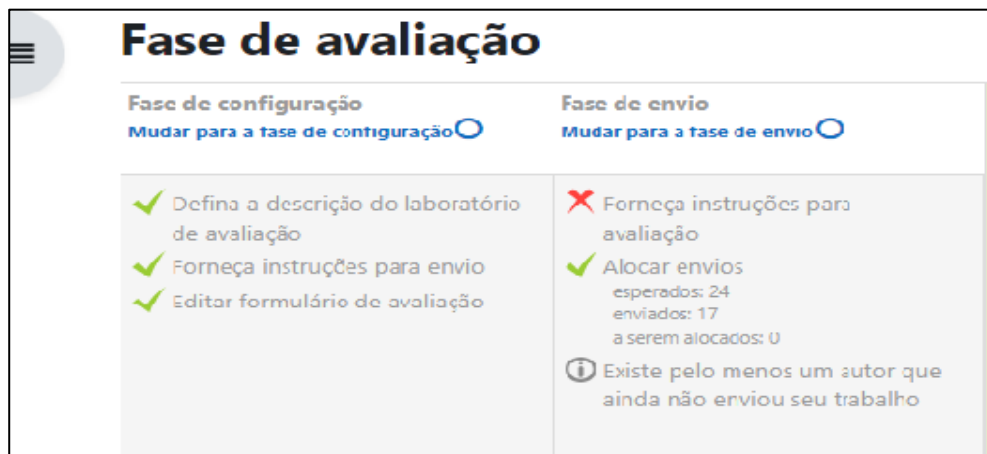 Fase de avaliação
Fase de configuração
Mudar para a fase de configuração
Fase de envio
Mudar para a fase de envio
Defina a descrição do laboratório
de avaliação
Forneça instruções para envio
Editar formulário de avaliação
Forneça instruções para
avaliação
Alocar envios
esperados: 24
enviados: 17
a serem alocados: 0
Existe pelo menos um autor que
ainda não enviou seu trabalho